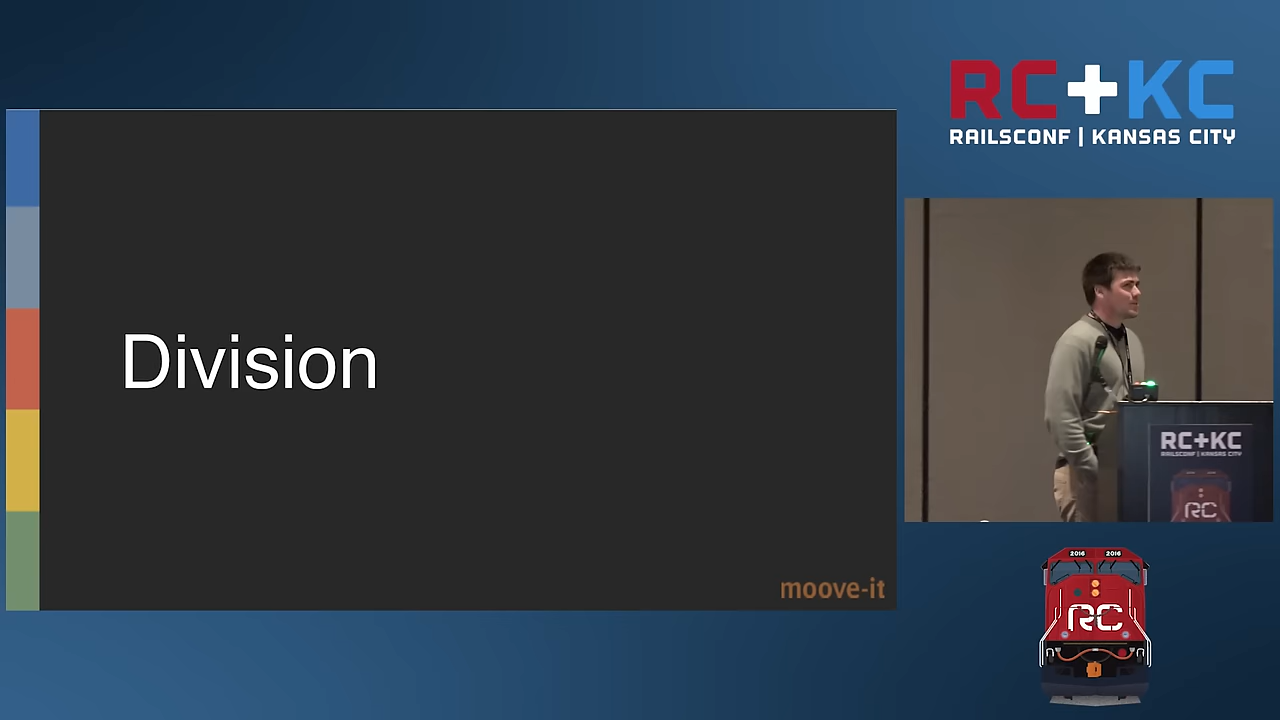 Division
moove-it
RC+KC
RAILSCONF | KANSAS CITY
RC+KC
RAILSCONF | KANSAS CITY
RC
2016 2016
RC